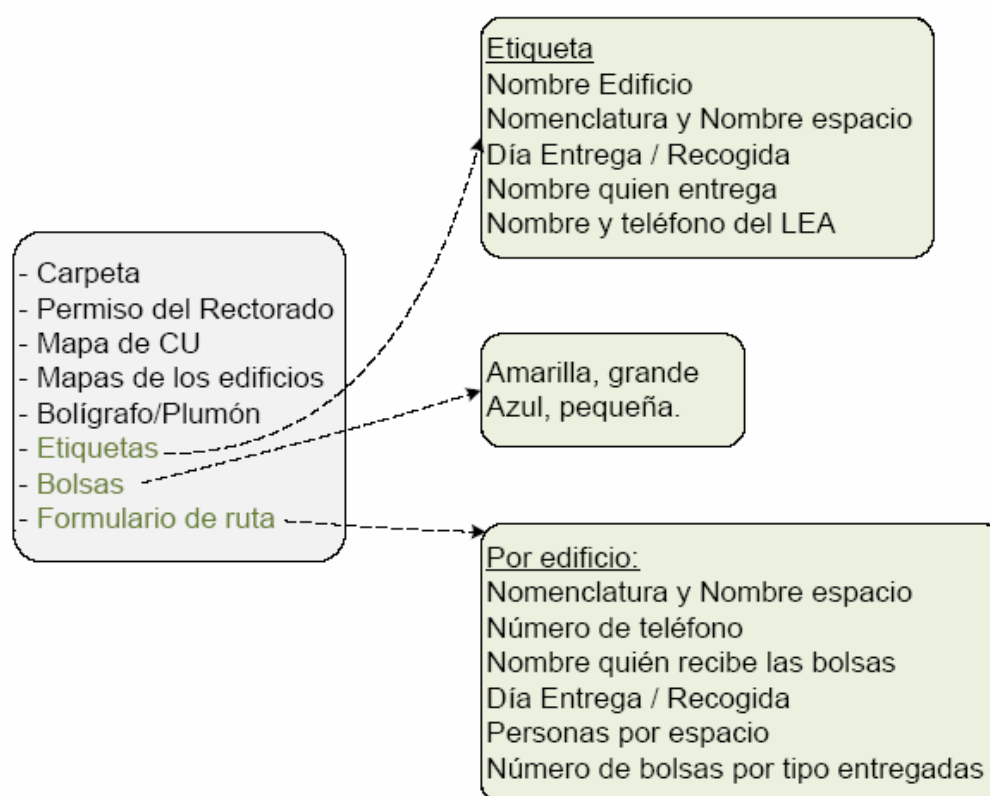 - Carpeta
- Permiso del Rectorado
- Mapa de CU
- Mapas de los edificios
- Bolígrafo/Plumón
- Etiquetas
- Bolsas
- Formulario de ruta
Etiqueta
Nombre Edificio
Nomenclatura y Nombre espacio
Día Entrega / Recogida
Nombre quien entrega
Nombre y teléfono del LEA
Amarilla, grande
Azul, pequeña.
Por edificio:
Nomenclatura y Nombre espacio
Número de teléfono
Nombre quién recibe las bolsas
Día Entrega / Recogida
Personas por espacio
Número de bolsas por tipo entregadas